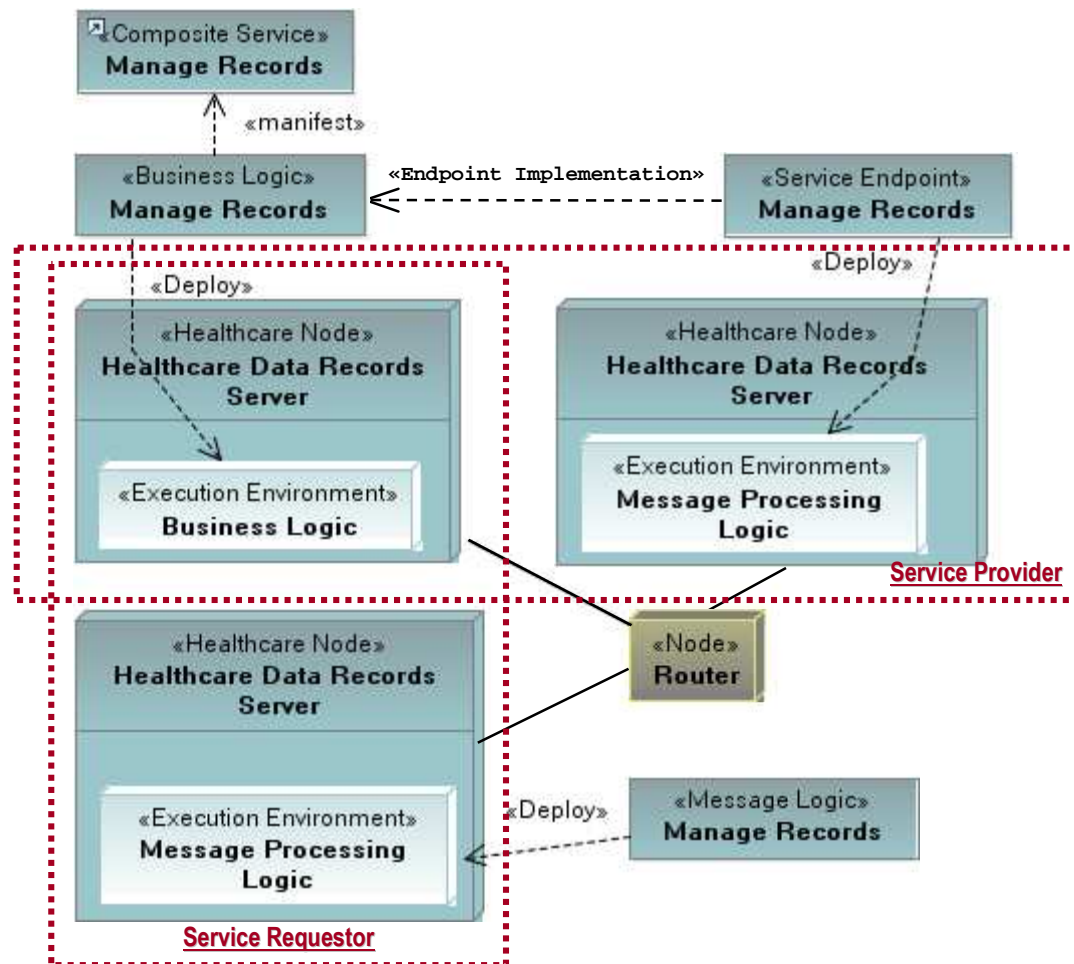 «Composite Service»
Manage Records
«manifest»
«Business Logic»
Manage Records
«Endpoint Implementation»
«Service Endpoint»
Manage Records
«Deploy»
«Deploy»
«Healthcare Node»
Healthcare Data Records
Server
«Execution Environment»
Business Logic
«Healthcare Node»
Healthcare Data Records
Server
«Execution Environment»
Message Processing
Logic
Service Provider
«Healthcare Node»
Healthcare Data Records
Server
«Execution Environment»
Message Processing
Logic
Service Requestor
«Node»
Router
«Deploy»
«Message Logic»
Manage Records